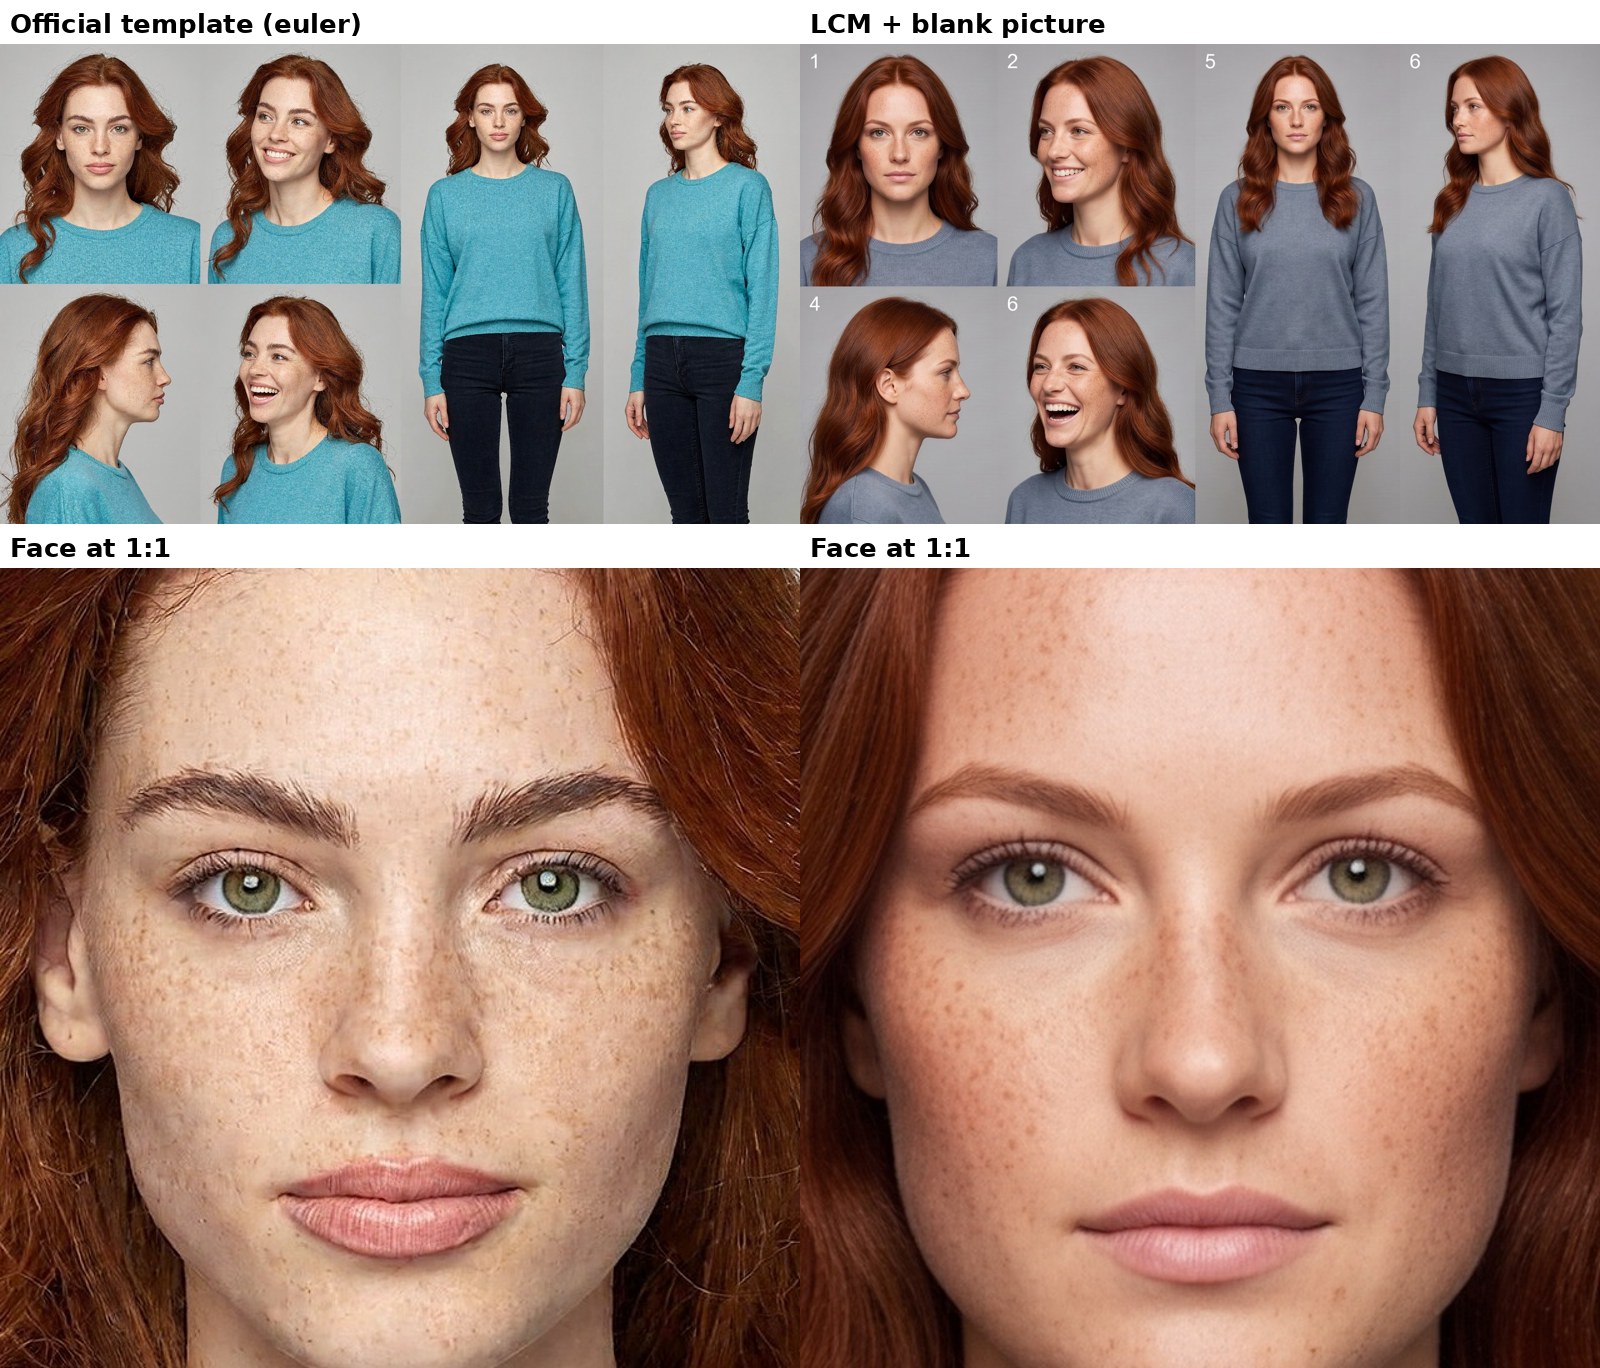 Official template (euler)
LCM + blank picture
1
2
5
6
4
6
Face at 1:1
Face at 1:1